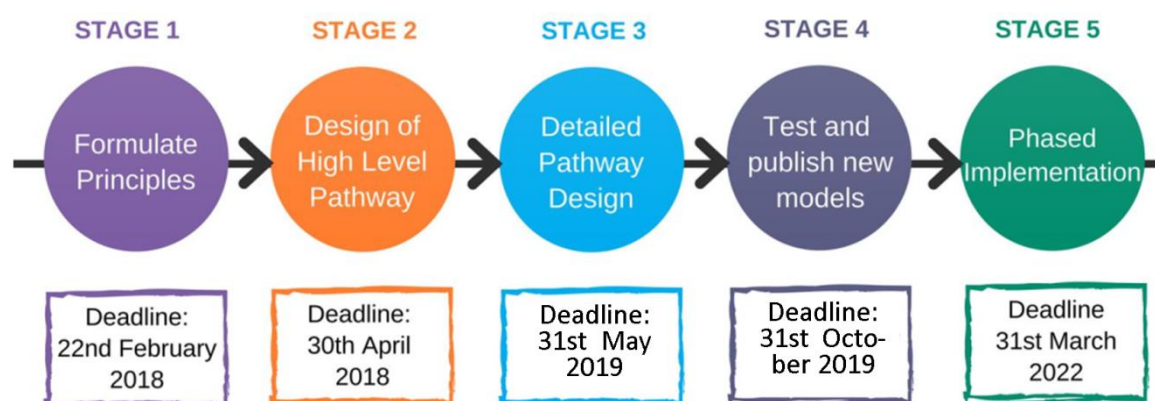 STAGE 1
STAGE 2
STAGE 3
STAGE 4
STAGE 5
Formulate
Principles
Design of
High Level
Pathway
Detailed
Pathway
Design
Test and
publish new
models
Phased
Implementation
Deadline:
22nd February
2018
Deadline:
30th April
2018
Deadline:
31st May
2019
Deadline:
31st Octo-
ber 2019
Deadline
31st March
2022